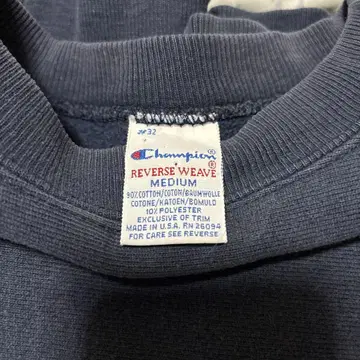 #32
Champion®
REVERSE WEAVE®
MEDIUM
90% COTTON/COTON/BAUMWOLLE
COTONE/KATOEN/BOMULD
10% POLYESTER
EXCLUSIVE OF TRIM
MADE IN U.S.A. RN 26094
FOR CARE SEE REVERSE